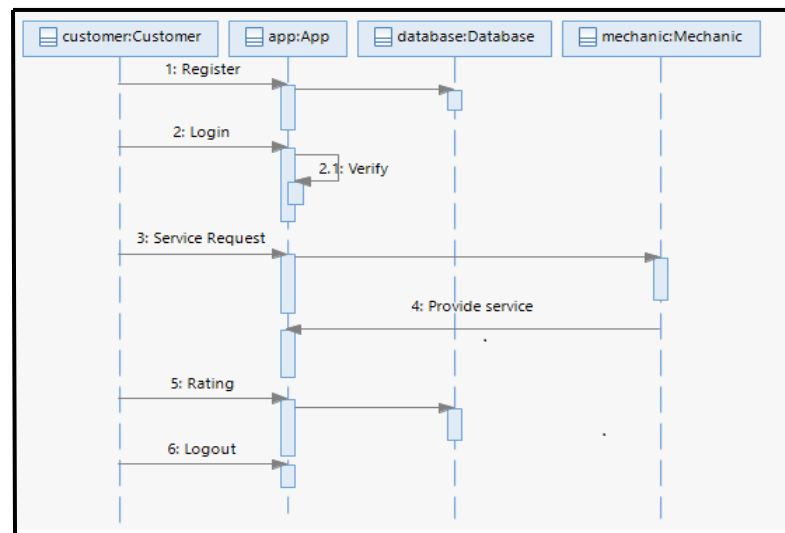 customer:Customer
app:App
database:Database
mechanic:Mechanic
1: Register
2: Login
2.1: Verify
3: Service Request
4: Provide service
5: Rating
6: Logout